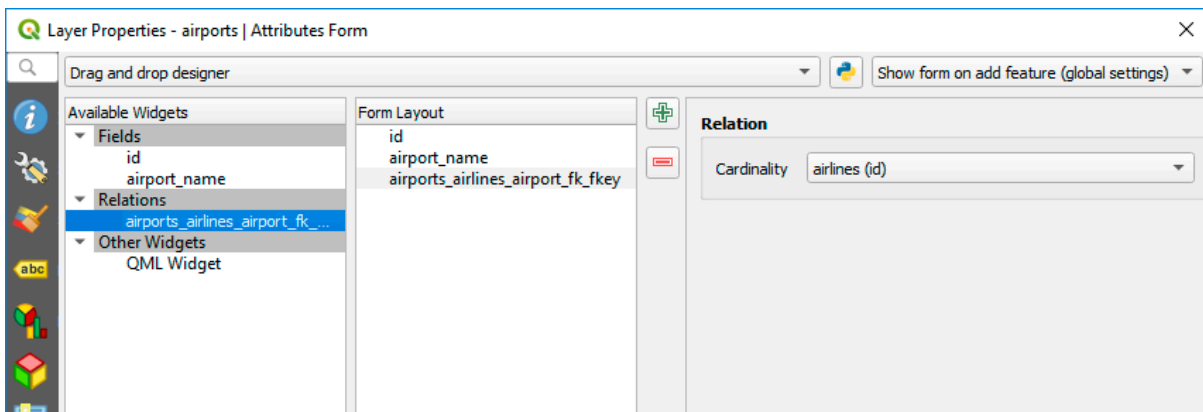 Layer Properties - airports | Attributes Form
Drag and drop designer
Show form on add feature (global settings)
Available Widgets
Fields
id
airport_name
Relations
airports_airlines_airport_fk_...
Other Widgets
QML Widget
Form Layout
id
airport_name
airports_airlines_airport_fk_fkey
Relation
Cardinality airlines (id)
abc